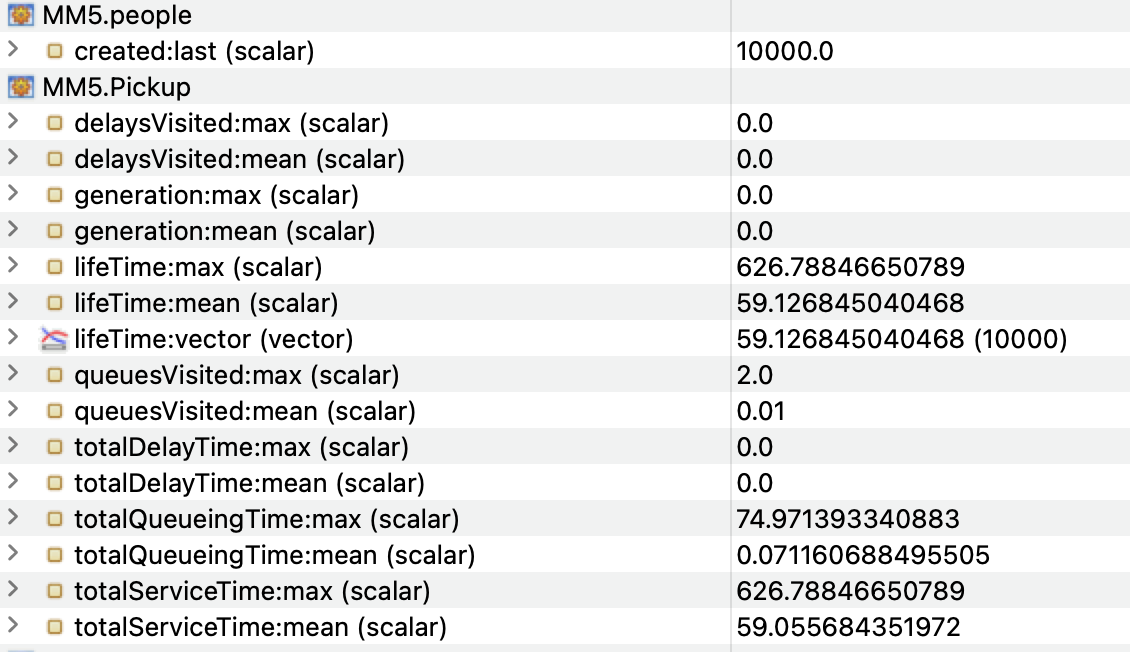 MM5.people
created:last (scalar) 10000.0
MM5.Pickup
delaysVisited:max (scalar) 0.0
delaysVisited:mean (scalar) 0.0
generation:max (scalar) 0.0
generation:mean (scalar) 0.0
lifeTime:max (scalar) 626.78846650789
lifeTime:mean (scalar) 59.126845040468
lifeTime:vector (vector) 59.126845040468 (10000)
queuesVisited:max (scalar) 2.0
queuesVisited:mean (scalar) 0.01
totalDelayTime:max (scalar) 0.0
totalDelayTime:mean (scalar) 0.0
totalQueueingTime:max (scalar) 74.971393340883
totalQueueingTime:mean (scalar) 0.071160688495505
totalServiceTime:max (scalar) 626.78846650789
totalServiceTime:mean (scalar) 59.055684351972